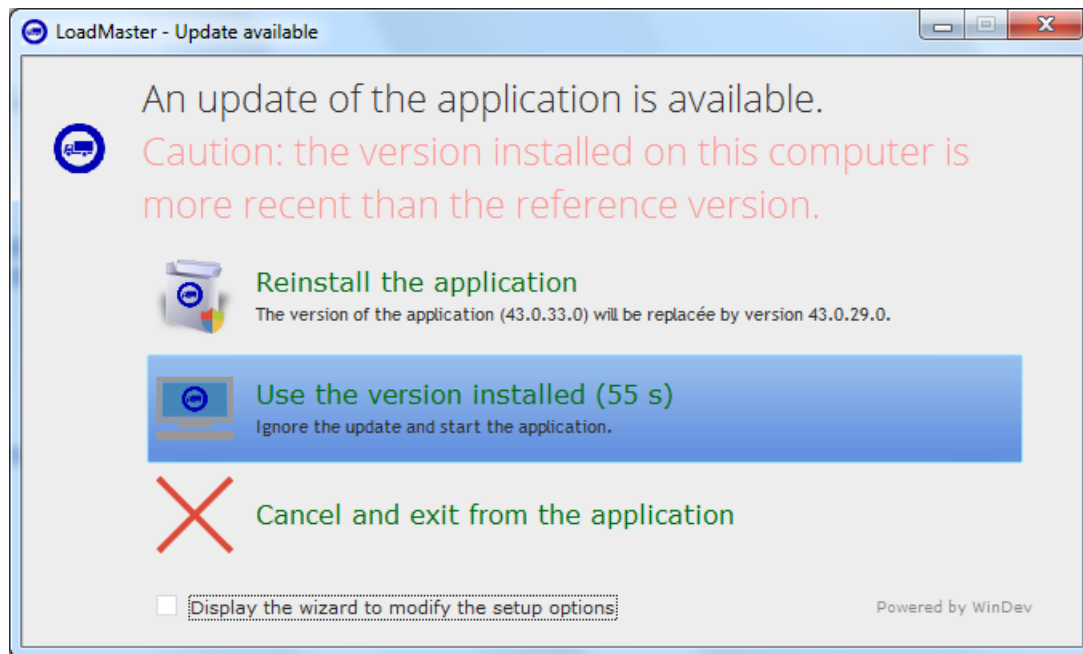 LoadMaster - Update available
An update of the application is available.
Caution: the version installed on this computer is
more recent than the reference version.
Reinstall the application
The version of the application (43.0.33.0) will be replacée by version 43.0.29.0.
Use the version installed (55 s)
Ignore the update and start the application.
Cancel and exit from the application
Display the wizard to modify the setup options
Powered by WinDev